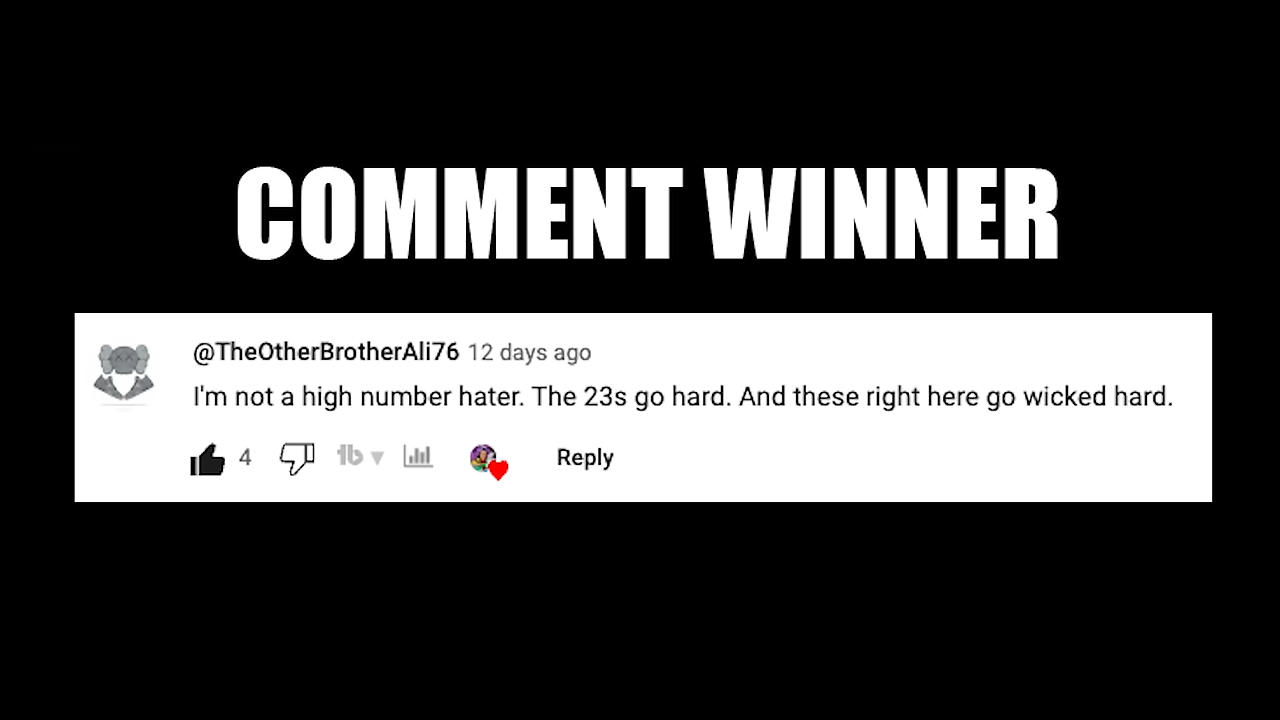 COMMENT WINNER
@TheOtherBrotherAli76 12 days ago
I'm not a high number hater. The 23s go hard. And these right here go wicked hard.
4 tb Reply